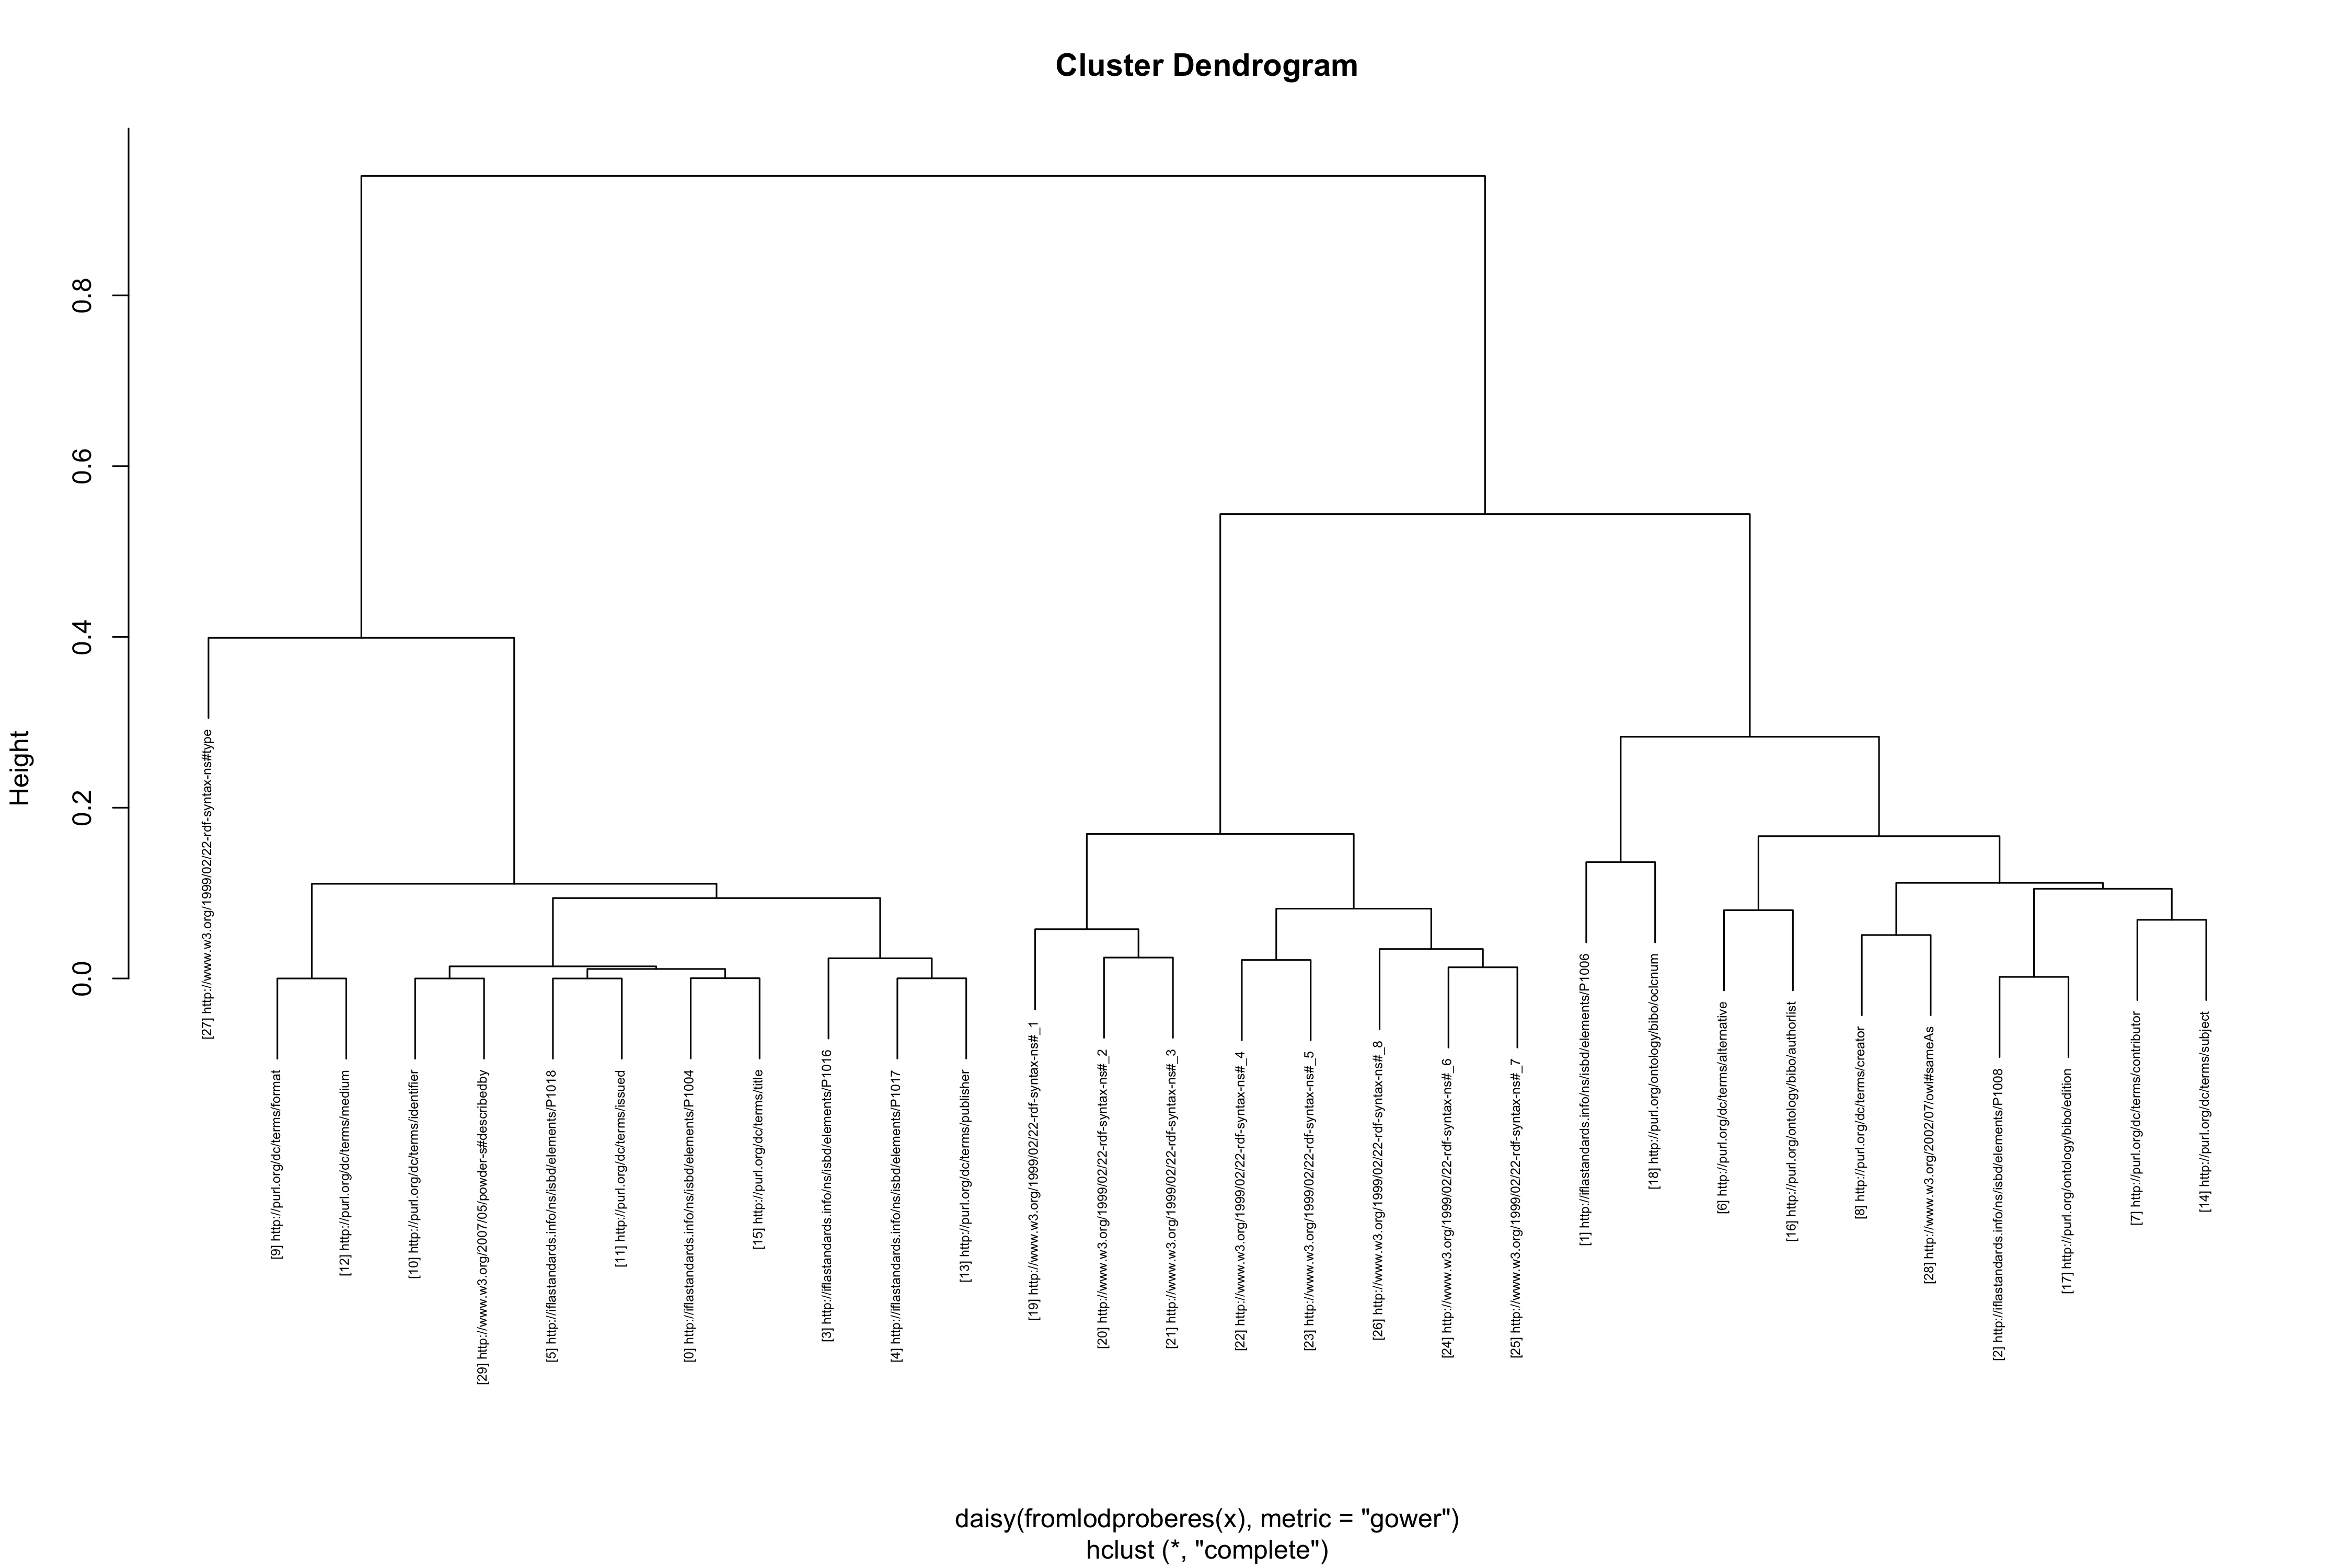 Cluster Dendrogram
Height
0.0
0.2
0.4
0.6
0.8
[27] http://www.w3.org/1999/02/22-rdf-syntax-ns#type
[9] http://purl.org/dc/terms/format
[12] http://purl.org/dc/terms/medium
[10] http://purl.org/dc/terms/identifier
[29] http://www.w3.org/2007/05/powder-s#describedby
[5] http://iflastandards.info/ns/isbd/elements/P1018
[11] http://purl.org/dc/terms/issued
[0] http://iflastandards.info/ns/isbd/elements/P1004
[15] http://purl.org/dc/terms/title
[3] http://iflastandards.info/ns/isbd/elements/P1016
[4] http://iflastandards.info/ns/isbd/elements/P1017
[13] http://purl.org/dc/terms/publisher
[19] http://www.w3.org/1999/02/22-rdf-syntax-ns#_1
[20] http://www.w3.org/1999/02/22-rdf-syntax-ns#_2
[21] http://www.w3.org/1999/02/22-rdf-syntax-ns#_3
[22] http://www.w3.org/1999/02/22-rdf-syntax-ns#_4
[23] http://www.w3.org/1999/02/22-rdf-syntax-ns#_5
[26] http://www.w3.org/1999/02/22-rdf-syntax-ns#_8
[24] http://www.w3.org/1999/02/22-rdf-syntax-ns#_6
[25] http://www.w3.org/1999/02/22-rdf-syntax-ns#_7
[1] http://iflastandards.info/ns/isbd/elements/P1006
[18] http://purl.org/ontology/bibo/oclcnum
[6] http://purl.org/dc/terms/alternative
[16] http://purl.org/ontology/bibo/authorlist
[8] http://purl.org/dc/terms/creator
[28] http://www.w3.org/2002/07/owl#sameAs
[2] http://iflastandards.info/ns/isbd/elements/P1008
[17] http://purl.org/ontology/bibo/edition
[7] http://purl.org/dc/terms/contributor
[14] http://purl.org/dc/terms/subject
daisy(fromlodproberes(x), metric = "gower")
hclust (*, "complete")